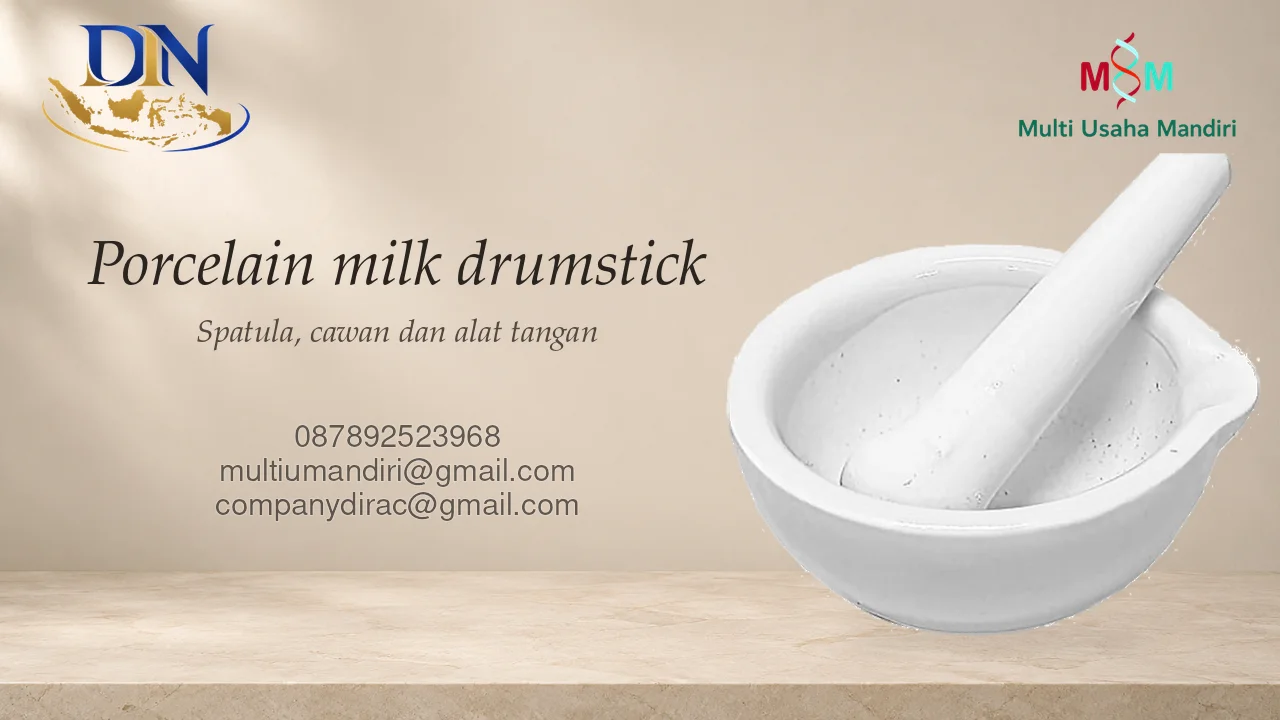 DN
M M
Multi Usaha Mandiri
Porcelain milk drumstick
Spatula, cawan dan alat tangan
087892523968
multiumandiri@gmail.com
companydirac@gmail.com